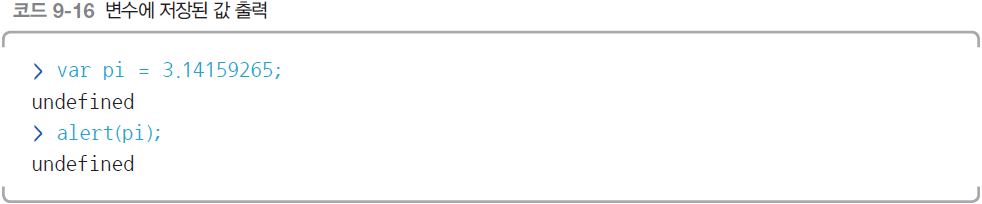 코드 9-16 변수에 저장된 값 출력
> var pi = 3.14159265;
undefined
> alert(pi);
undefined